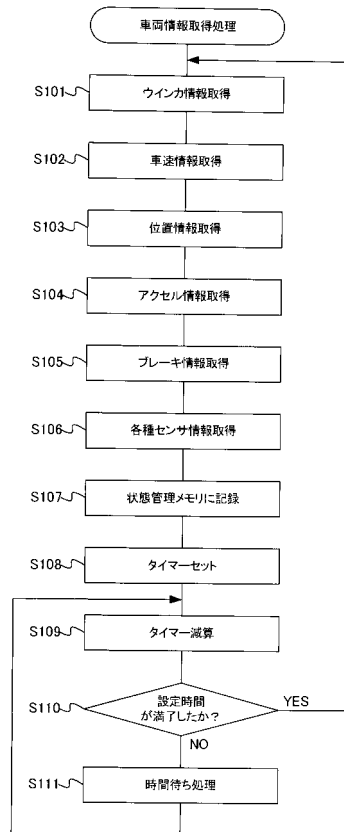 車両情報取得処理
S101
ウインカ情報取得
S102
車速情報取得
S103
位置情報取得
S104
アクセル情報取得
S105
ブレーキ情報取得
S106
各種センサ情報取得
S107
状態管理メモリに記録
S108
タイマーセット
S109
タイマー減算
S110
設定時間
が満了したか？
YES
NO
S111
時間待ち処理